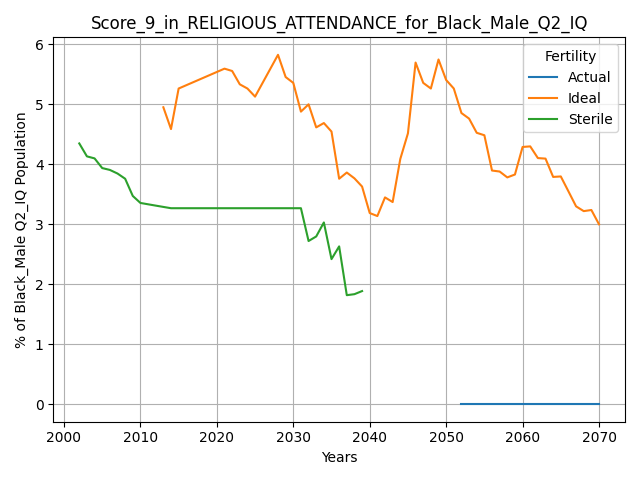 Score_9_in_RELIGIOUS_ATTENDANCE_for_Black_Male_Q2_IQ
% of Black_Male Q2_IQ Population
6
5
4
3
2
1
0
Fertility
Actual
Ideal
Sterile
2000 2010 2020 2030 2040 2050 2060 2070
Years